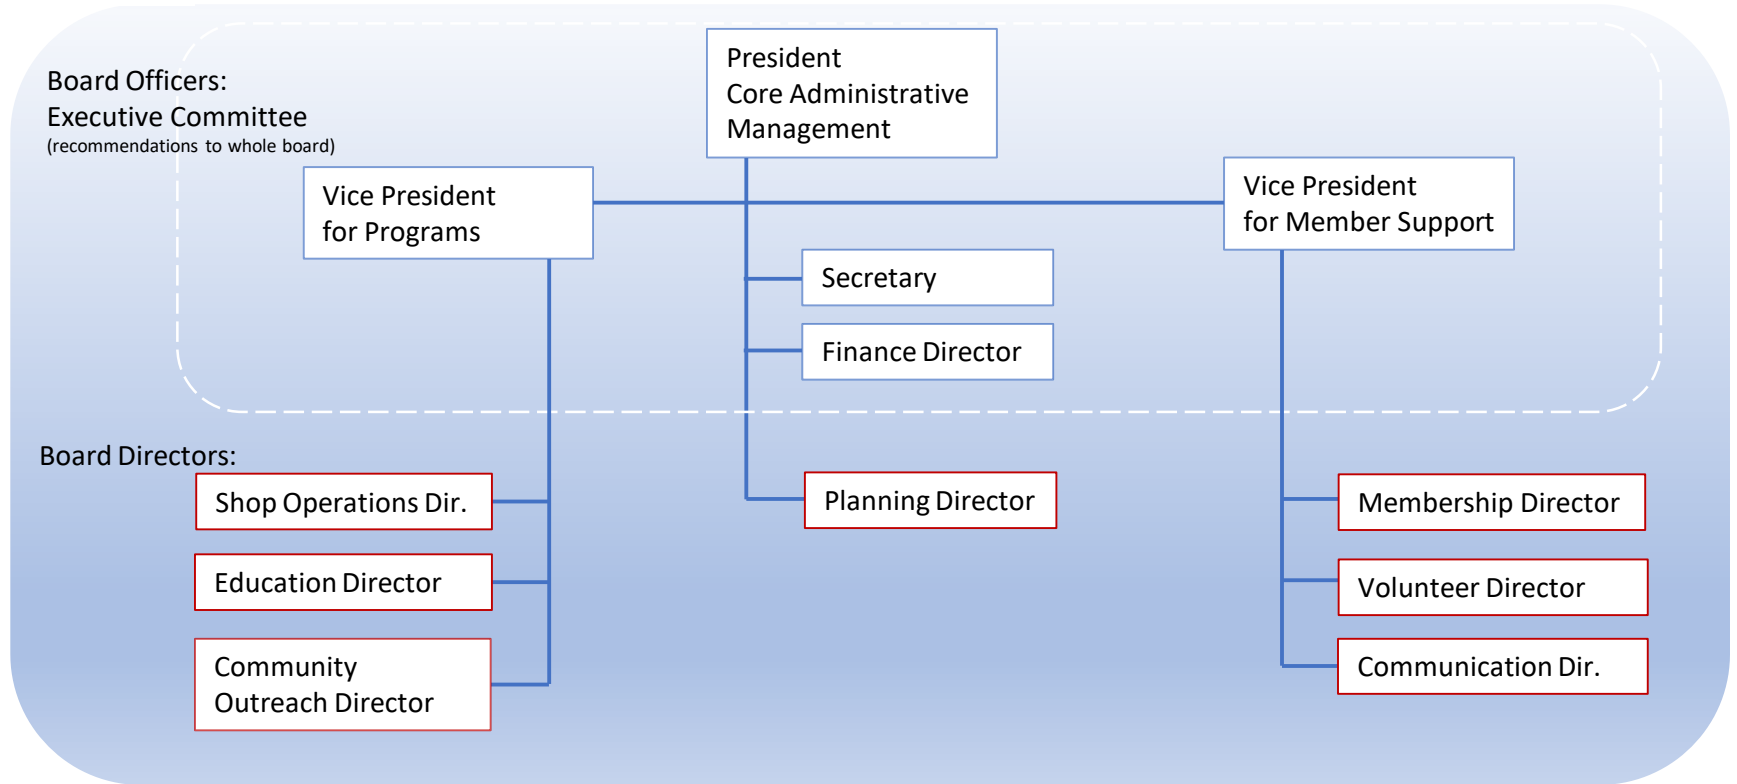 Board Officers:
Executive Committee
(recommendations to whole board)
President
Core Administrative
Management
Vice President
for Programs
Vice President
for Member Support
Secretary
Finance Director
Board Directors:
Shop Operations Dir.
Education Director
Community
Outreach Director
Planning Director
Membership Director
Volunteer Director
Communication Dir.